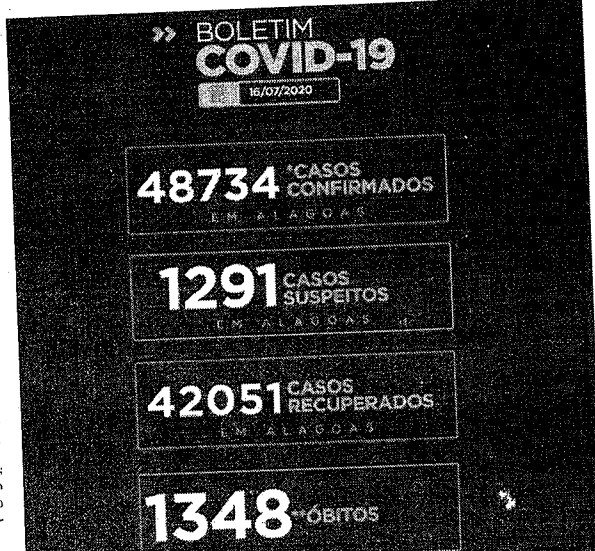 >> BOLETIM
COVID-19
16/07/2020
48734 *CASOS
CONFIRMADOS
EM ALAGOAS
1291 CASOS
SUSPEITOS
EM ALAGOAS
42051 CASOS
RECUPERADOS
EM ALAGOAS
1348 **ÓBITOS